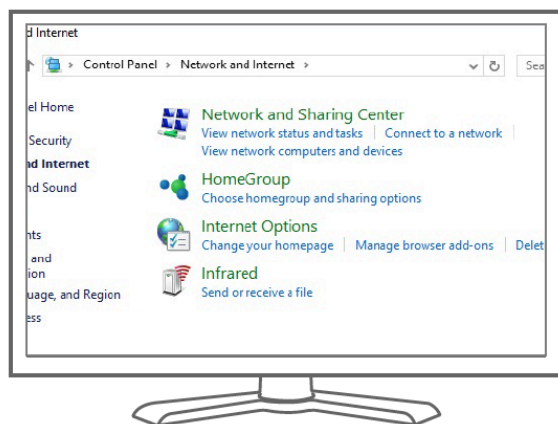 d Internet
Control Panel > Network and Internet >
Sea
el Home
Security
nd Internet
nd Sound
nts
and
ion
uage, and Region
ess
Network and Sharing Center
View network status and tasks | Connect to a network
View network computers and devices
HomeGroup
Choose homegroup and sharing options
Internet Options
Change your homepage | Manage browser add-ons | Delet
Infrared
Send or receive a file